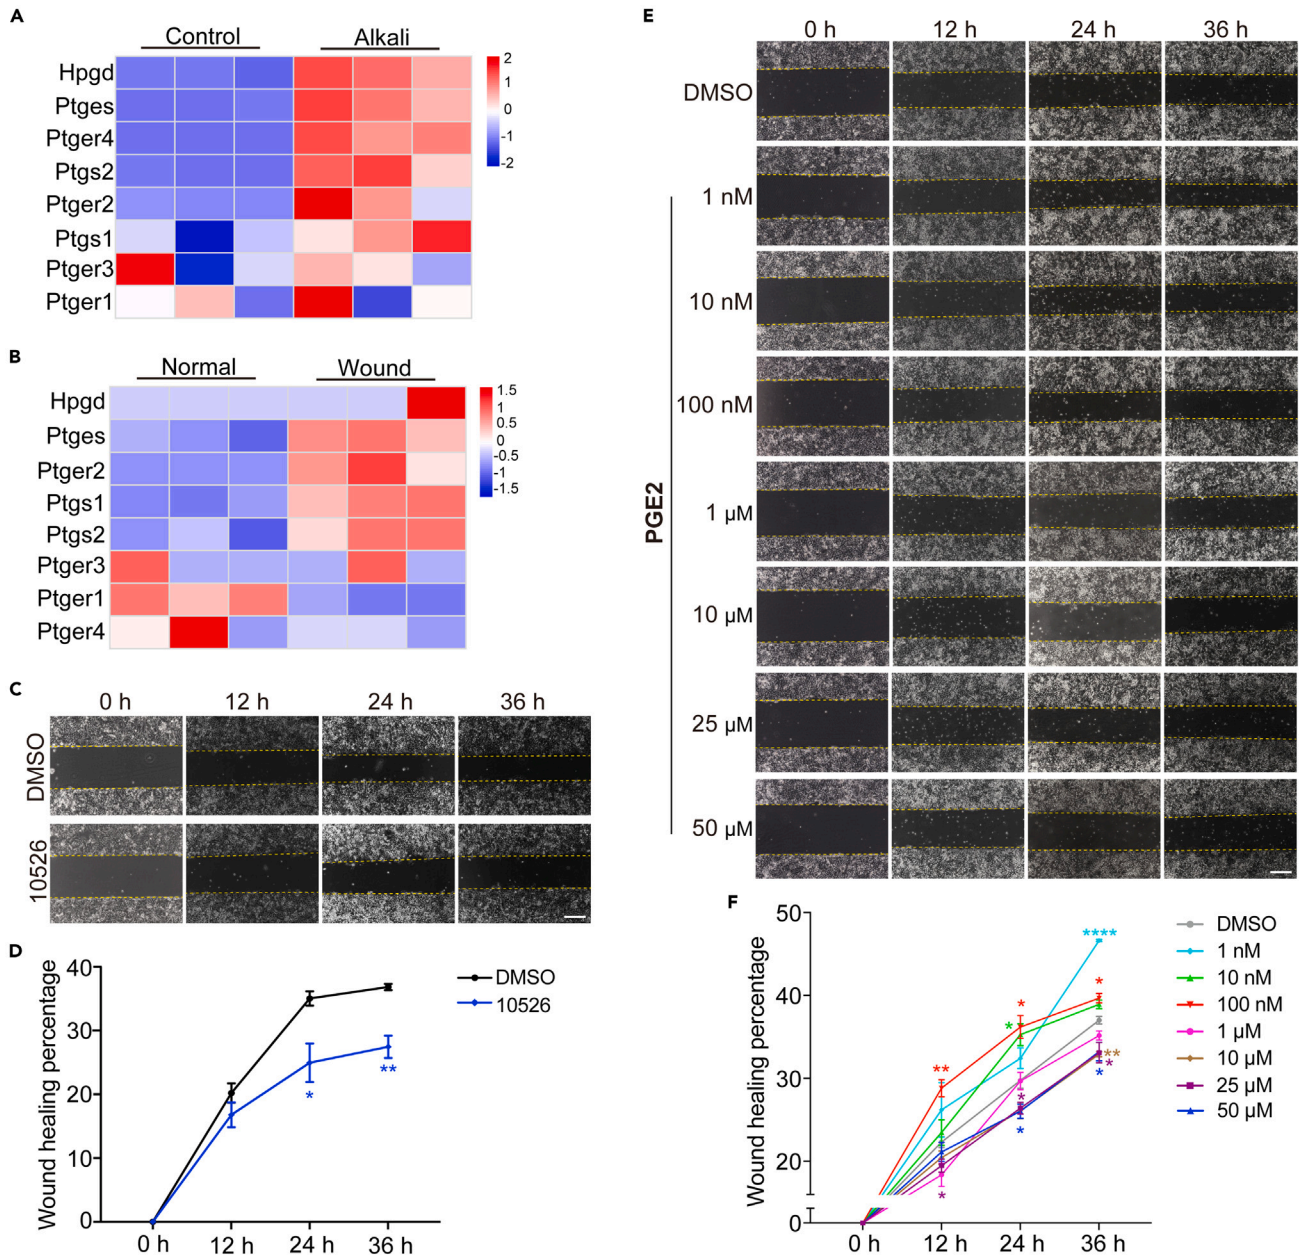 A
Control Alkali
Hpgd
Ptges
Ptger4
Ptgs2
Ptger2
Ptgs1
Ptger3
Ptger1
2
1
0
-1
-2
B
Normal Wound
Hpgd
Ptges
Ptger2
Ptgs1
Ptgs2
Ptger3
Ptger1
Ptger4
1.5
1
0.5
0
-0.5
-1
-1.5
C
0 h 12 h 24 h 36 h
DMSO
10526
D
Wound healing percentage
40
30
20
10
0
0 h 12 h 24 h 36 h
DMSO
10526
*
**
E
0 h 12 h 24 h 36 h
DMSO
PGE2
1 nM
10 nM
100 nM
1 µM
10 µM
25 µM
50 µM
F
Wound healing percentage
50
40
30
20
0
0 h 12 h 24 h 36 h
**
*
*
*
*
*
****
*
**
*
*
DMSO
1 nM
10 nM
100 nM
1 µM
10 µM
25 µM
50 µM